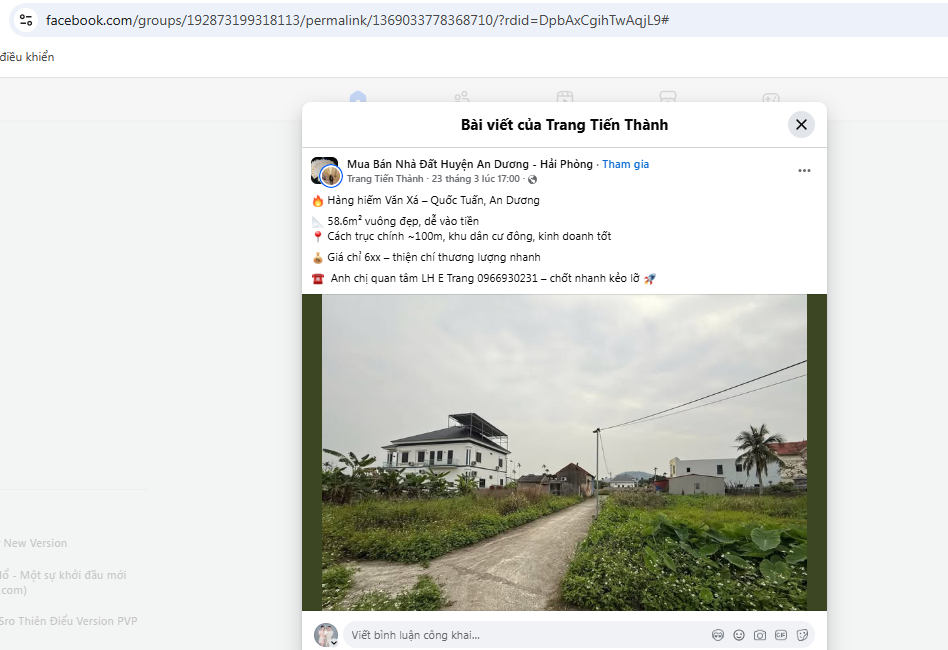 facebook.com/groups/192873199318113/permalink/1369033778368710/?rdid=DpbAxCgihTwAqjL9#
điều khiển
Bài viết của Trang Tiến Thành
Mua Bán Nhà Đất Huyện An Dương - Hải Phòng · Tham gia
Trang Tiến Thành · 23 tháng 3 lúc 17:00 ·
🔥 Hàng hiếm Văn Xá – Quốc Tuấn, An Dương
📐 58.6m² vuông đẹp, dễ vào tiền
📍 Cách trục chính ~100m, khu dân cư đông, kinh doanh tốt
💰 Giá chỉ 6xx – thiện chí thương lượng nhanh
☎️ Anh chị quan tâm LH E Trang 0966930231 – chốt nhanh kẻo lỡ 🚀
New Version
- Một sự khởi đầu mới
com)
Sro Thiên Điểu Version PVP
Viết bình luận công khai...
GIF